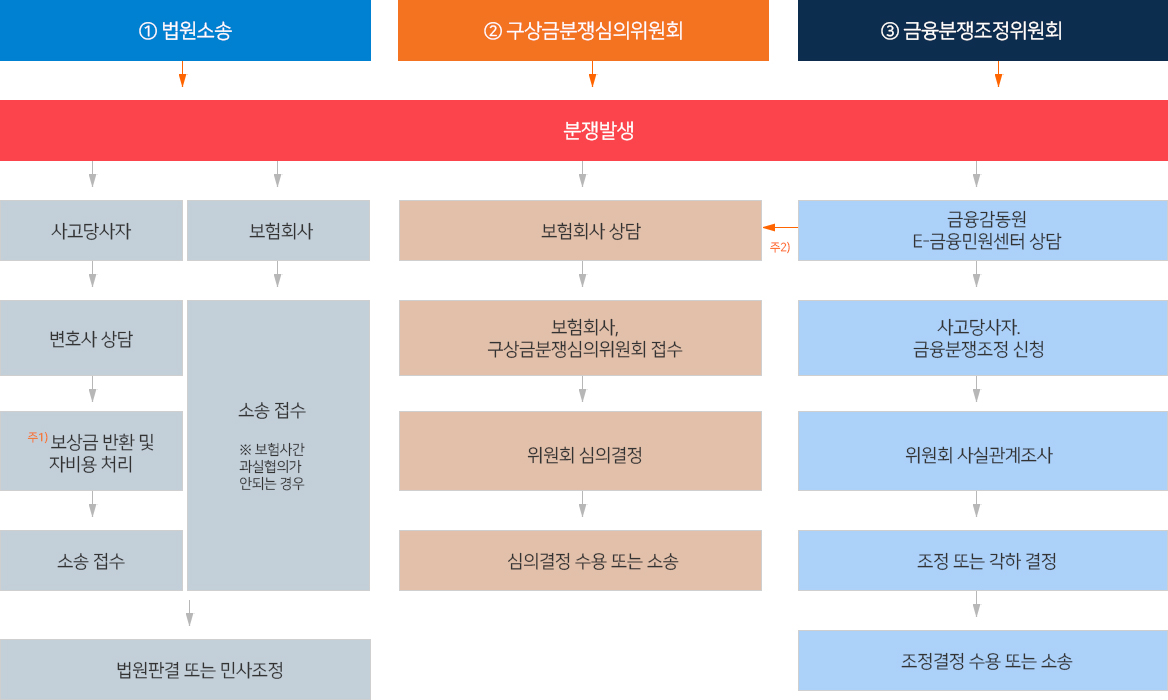 ① 법원소송
② 구상금분쟁심의위원회
③ 금융분쟁조정위원회
분쟁발생
사고당사자
보험회사
보험회사 상담
주2)
금융감동원
E-금융민원센터 상담
변호사 상담
소송 접수
※ 보험사간
과실협의가
안되는 경우
보험회사,
구상금분쟁심의위원회 접수
사고당사자.
금융분쟁조정 신청
주1) 보상금 반환 및
자비용 처리
위원회 심의결정
위원회 사실관계조사
소송 접수
심의결정 수용 또는 소송
조정 또는 각하 결정
법원판결 또는 민사조정
조정결정 수용 또는 소송